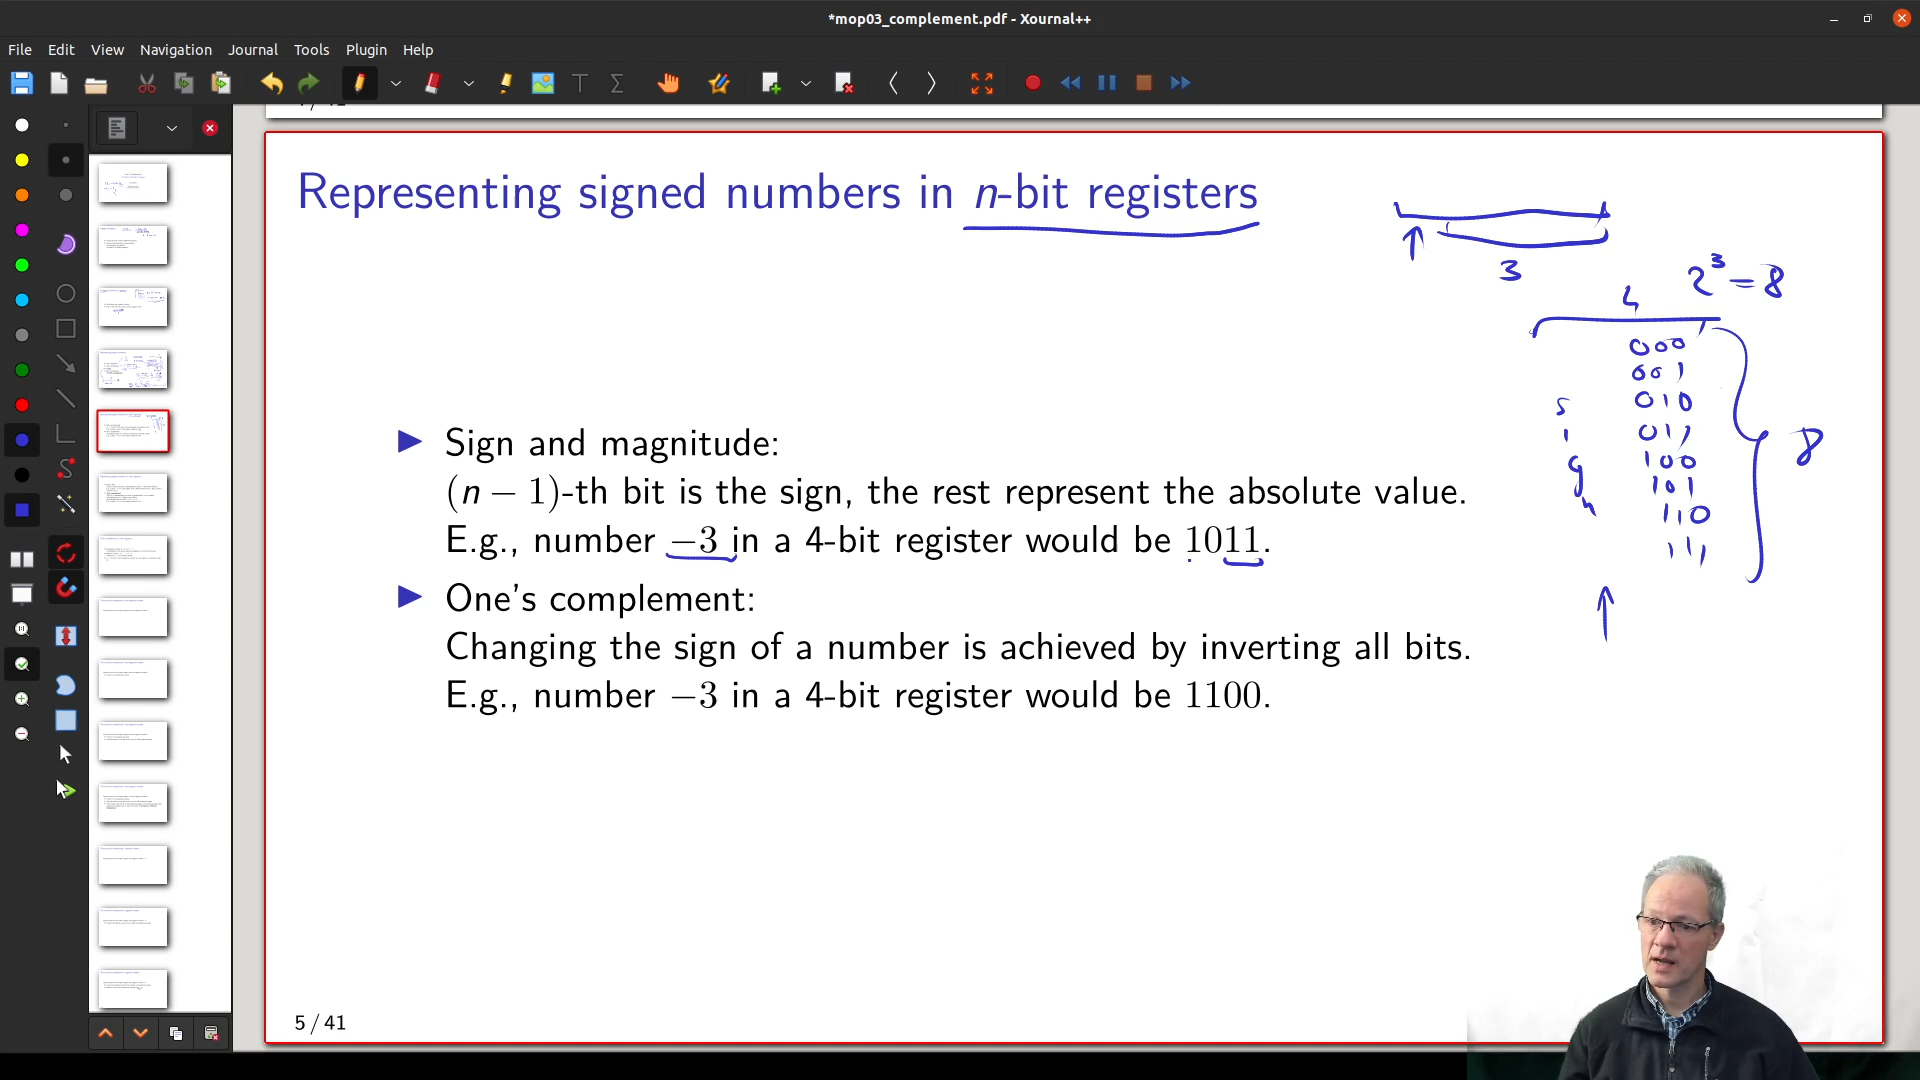 *mop03_complement.pdf - Xournal++
File Edit View Navigation Journal Tools Plugin Help
Representing signed numbers in n-bit registers
3
2³ = 8
4
000
001
010
011
100
101
110
111
sign
8
Sign and magnitude:
(n − 1)-th bit is the sign, the rest represent the absolute value.
E.g., number −3 in a 4-bit register would be 1011.
One's complement:
Changing the sign of a number is achieved by inverting all bits.
E.g., number −3 in a 4-bit register would be 1100.
5 / 41